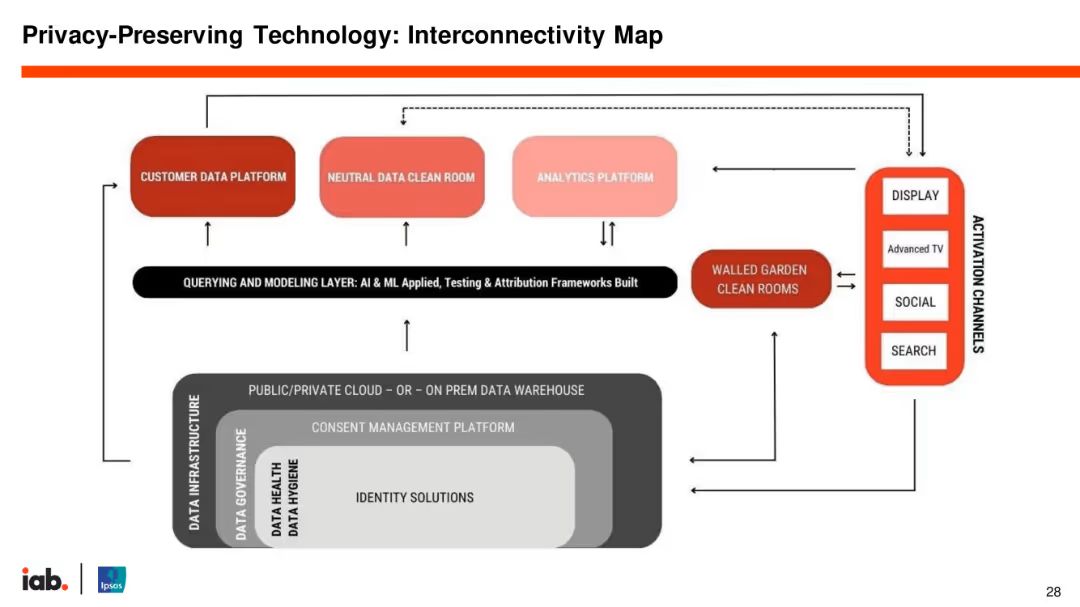 Privacy-Preserving Technology: Interconnectivity Map
CUSTOMER DATA PLATFORM
NEUTRAL DATA CLEAN ROOM
ANALYTICS PLATFORM
QUERYING AND MODELING LAYER: AI & ML Applied, Testing & Attribution Frameworks Built
WALLED GARDEN
CLEAN ROOMS
DISPLAY
Advanced TV
SOCIAL
SEARCH
ACTIVATION CHANNELS
PUBLIC/PRIVATE CLOUD – OR – ON PREM DATA WAREHOUSE
DATA INFRASTRUCTURE
CONSENT MANAGEMENT PLATFORM
DATA GOVERNANCE
DATA HEALTH
DATA HYGIENE
IDENTITY SOLUTIONS
iab.
Ipsos
28